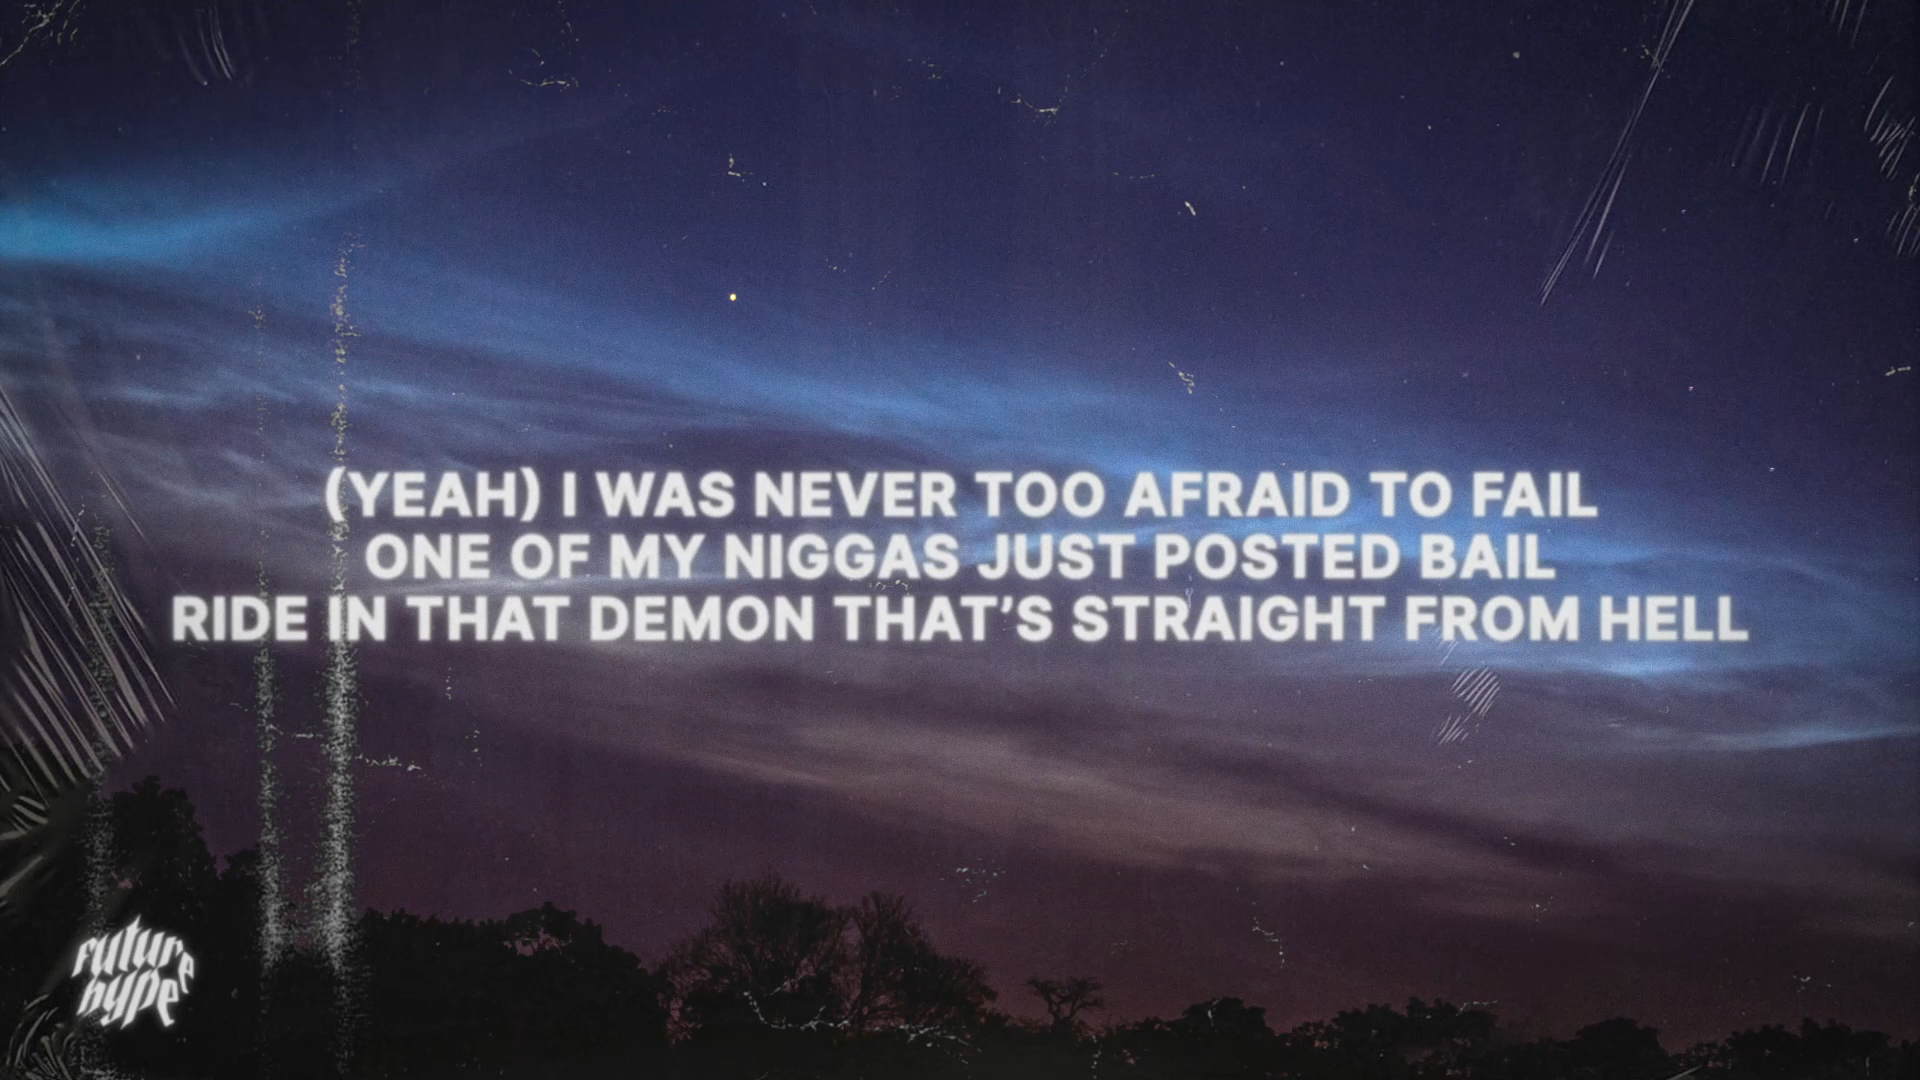 (YEAH) I WAS NEVER TOO AFRAID TO FAIL
ONE OF MY NIGGAS JUST POSTED BAIL
RIDE IN THAT DEMON THAT’S STRAIGHT FROM HELL
future
hype